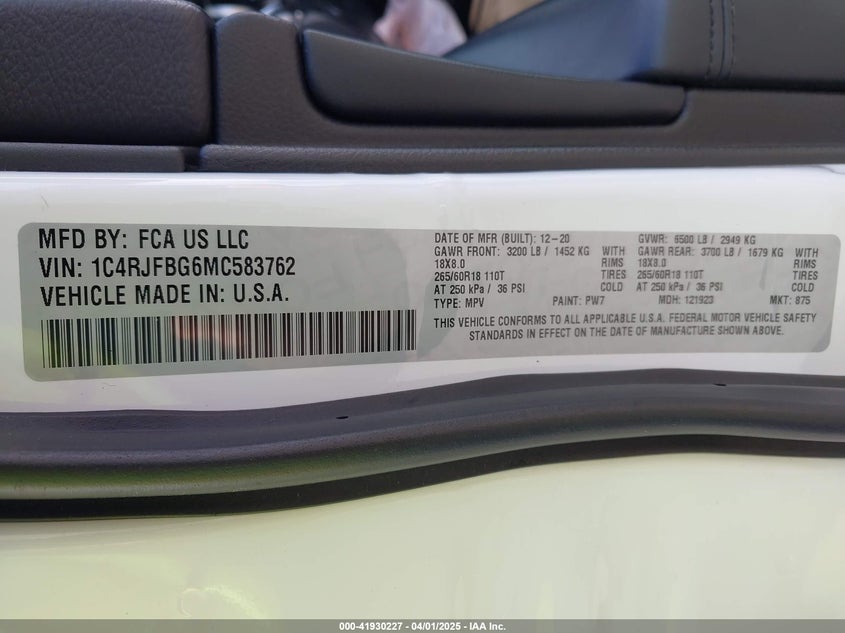 MFD BY: FCA US LLC
VIN: 1C4RJFBG6MC583762
VEHICLE MADE IN: U.S.A.
DATE OF MFR (BUILT): 12-20 GVWR: 6500 LB / 2949 KG
GAWR FRONT: 3200 LB / 1452 KG WITH GAWR REAR: 3700 LB / 1679 KG WITH
18X8.0 RIMS 18X8.0 RIMS
265/60R18 110T TIRES 265/60R18 110T TIRES
AT 250 kPa / 36 PSI COLD AT 250 kPa / 36 PSI COLD
TYPE: MPV PAINT: PW7 MDH: 121923 MKT: 875
THIS VEHICLE CONFORMS TO ALL APPLICABLE U.S.A. FEDERAL MOTOR VEHICLE SAFETY
STANDARDS IN EFFECT ON THE DATE OF MANUFACTURE SHOWN ABOVE.
000-41930227 - 04/01/2025 - IAA Inc.